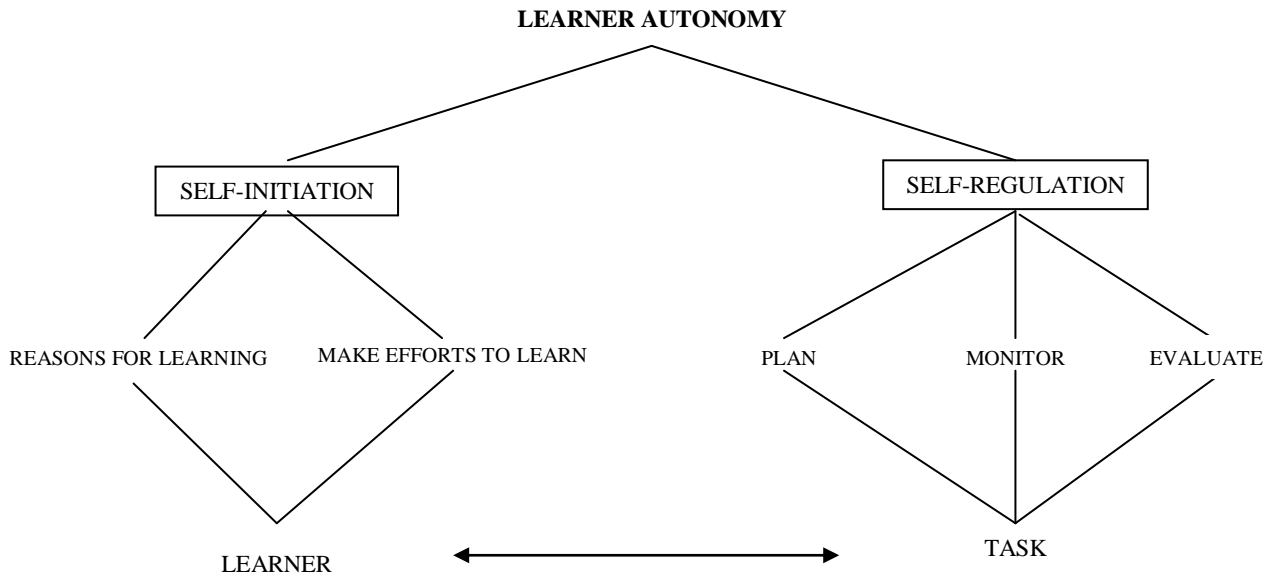 LEARNER AUTONOMY
SELF-INITIATION
SELF-REGULATION
REASONS FOR LEARNING
MAKE EFFORTS TO LEARN
PLAN
MONITOR
EVALUATE
LEARNER
TASK